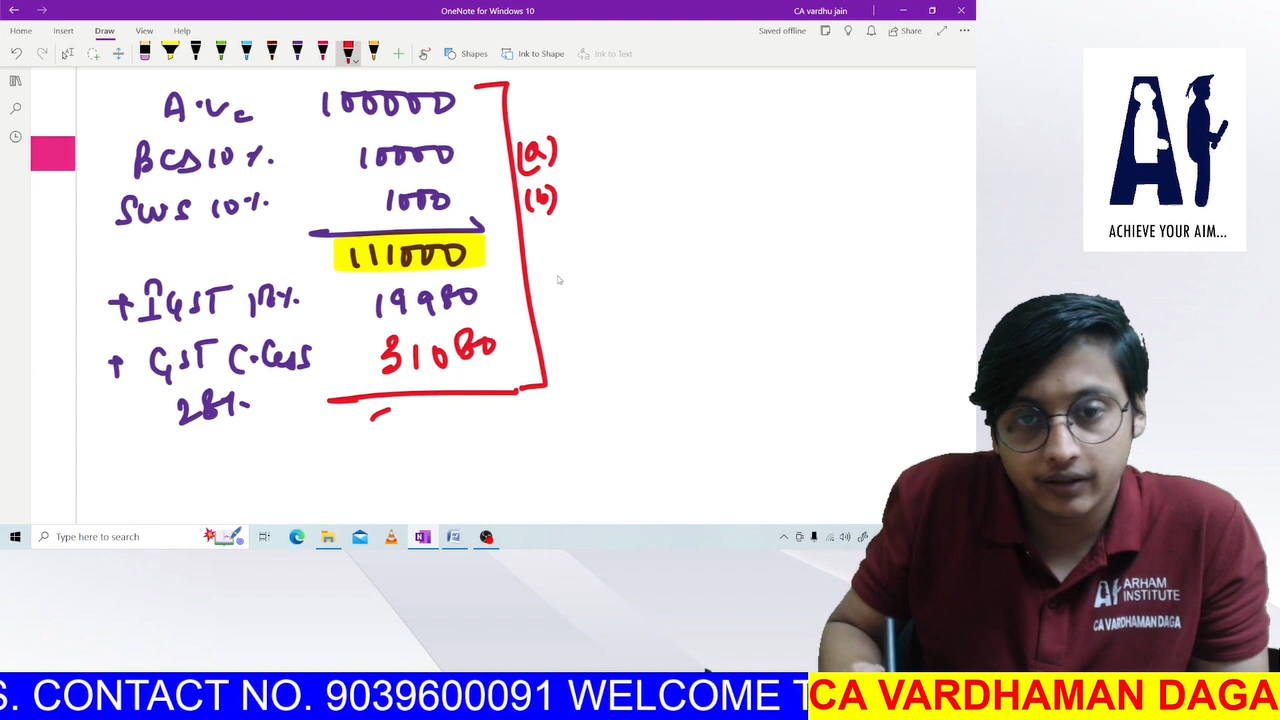 OneNote for Windows 10
CA vardhu jain
Home Insert Draw View Help
Saved offline
Share
Shapes
Ink to Shape
Ink to Text
A.V. 100000
BCD 10%. 10000 (a)
SWS 10%. 1000 (b)
111000
+ IGST 18%. 19980
+ GST C.Cess 31080
28%.
Type here to search
AI
ACHIEVE YOUR AIM...
AI ARHAM
INSTITUTE
CA VARDHAMAN DAGA
S. CONTACT NO. 9039600091 WELCOME T
CA VARDHAMAN DAGA